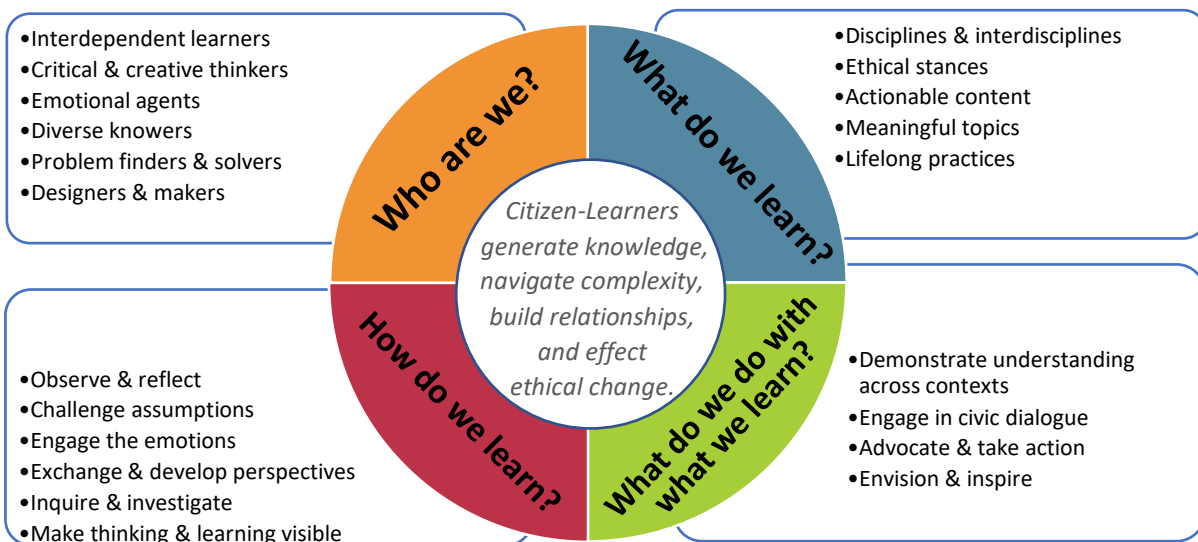 •Interdependent learners
•Critical & creative thinkers
•Emotional agents
•Diverse knowers
•Problem finders & solvers
•Designers & makers
Who are we?
What do we learn?
•Disciplines & interdisciplines
•Ethical stances
•Actionable content
•Meaningful topics
•Lifelong practices
Citizen-Learners
generate knowledge,
navigate complexity,
build relationships,
and effect
ethical change.
•Observe & reflect
•Challenge assumptions
•Engage the emotions
•Exchange & develop perspectives
•Inquire & investigate
•Make thinking & learning visible
How do we learn?
What do we do with
what we learn?
•Demonstrate understanding
across contexts
•Engage in civic dialogue
•Advocate & take action
•Envision & inspire